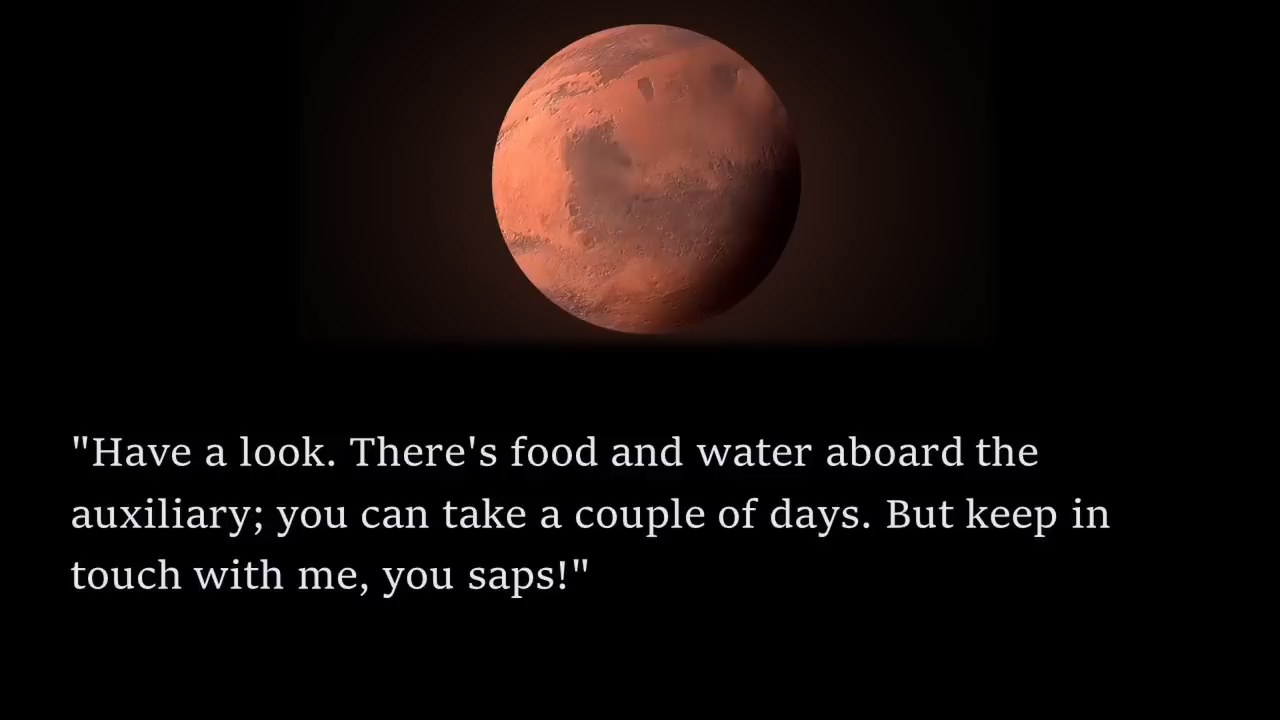 "Have a look. There's food and water aboard the
auxiliary; you can take a couple of days. But keep in
touch with me, you saps!"